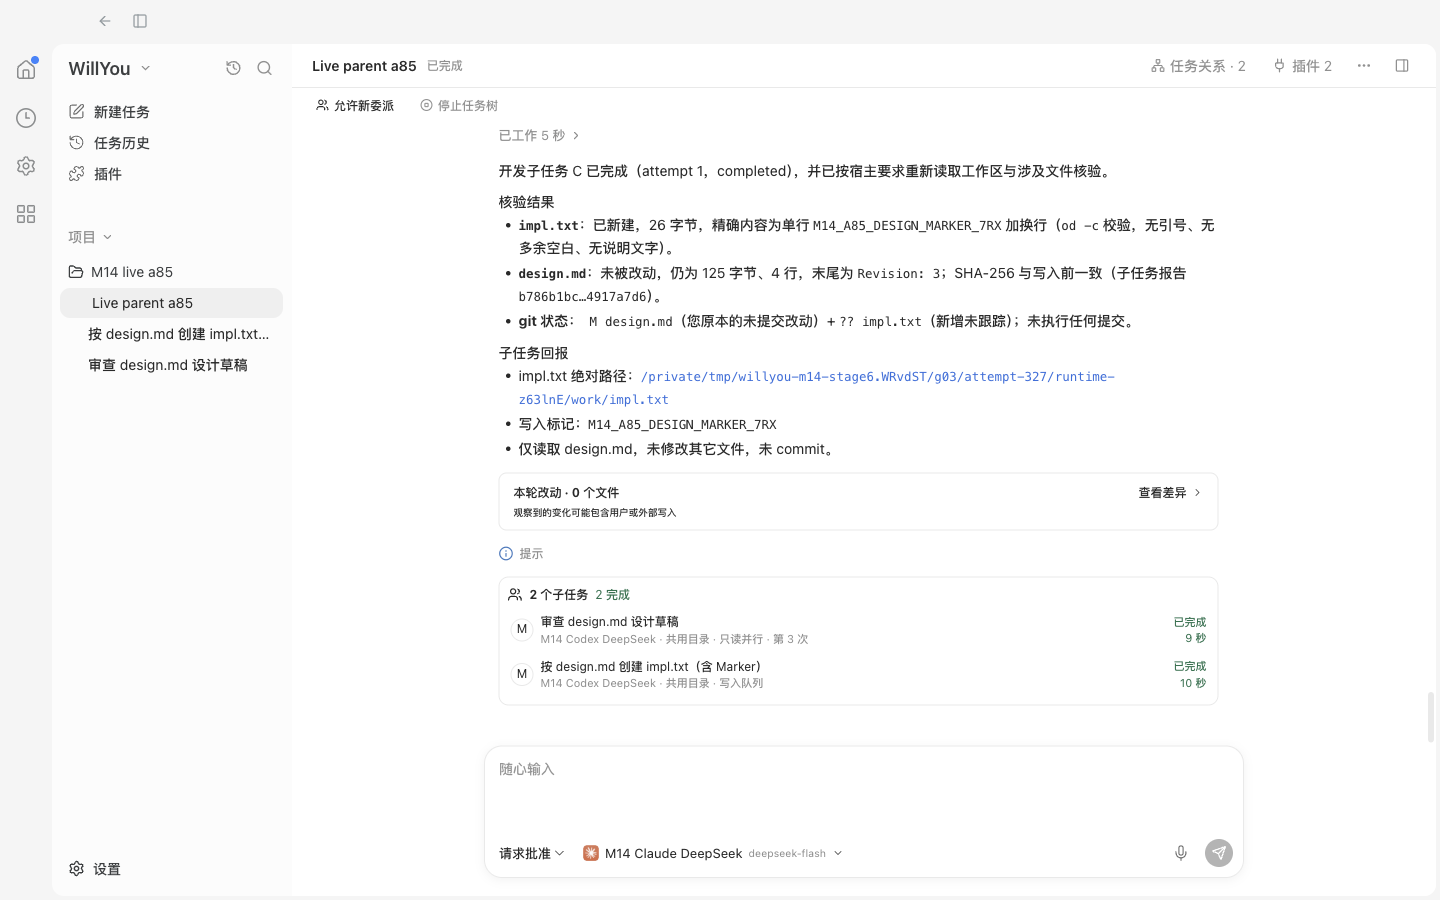 WillYou
新建任务
任务历史
插件
项目
M14 live a85
Live parent a85
按 design.md 创建 impl.txt...
审查 design.md 设计草稿
设置
Live parent a85 已完成
任务关系 · 2 插件 2
允许新委派 停止任务树
已工作 5 秒
开发子任务 C 已完成（attempt 1，completed），并已按宿主要求重新读取工作区与涉及文件核验。
核验结果
• impl.txt：已新建，26 字节，精确内容为单行 M14_A85_DESIGN_MARKER_7RX 加换行（od -c 校验，无引号、无
多余空白、无说明文字）。
• design.md：未被改动，仍为 125 字节、4 行，末尾为 Revision: 3；SHA-256 与写入前一致（子任务报告
b786b1bc…4917a7d6）。
• git 状态： M design.md（您原本的未提交改动）+ ?? impl.txt（新增未跟踪）；未执行任何提交。
子任务回报
• impl.txt 绝对路径：/private/tmp/willyou-m14-stage6.WRvdST/g03/attempt-327/runtime-
z63lnE/work/impl.txt
• 写入标记：M14_A85_DESIGN_MARKER_7RX
• 仅读取 design.md，未修改其它文件，未 commit。
本轮改动 · 0 个文件 查看差异
观察到的变化可能包含用户或外部写入
提示
2 个子任务 2 完成
M 审查 design.md 设计草稿 已完成
M14 Codex DeepSeek · 共用目录 · 只读并行 · 第 3 次 9 秒
M 按 design.md 创建 impl.txt（含 Marker） 已完成
M14 Codex DeepSeek · 共用目录 · 写入队列 10 秒
随心输入
请求批准 M14 Claude DeepSeek deepseek-flash